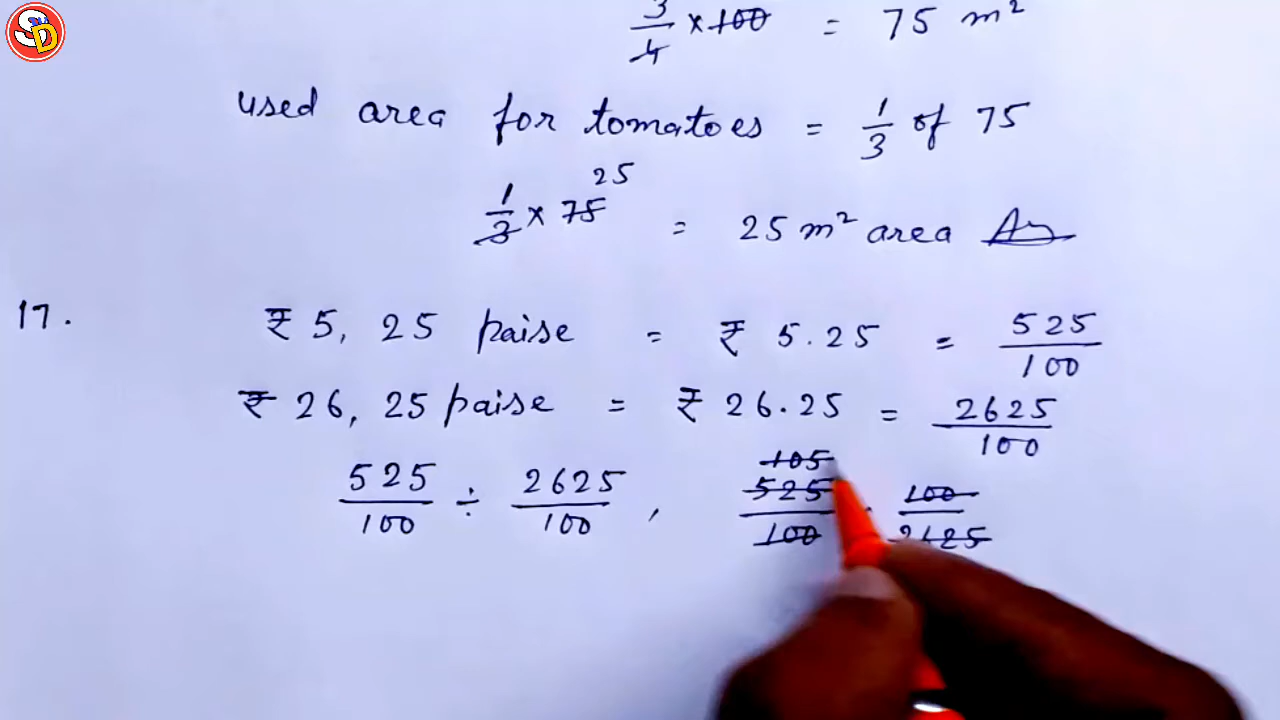 SD
3/4 × 100 = 75 m²
used area for tomatoes = 1/3 of 75
25
1/3 × 75 = 25 m² area Ans
17. ₹ 5, 25 paise = ₹ 5.25 = 525/100
₹ 26, 25 paise = ₹ 26.25 = 2625/100
105
525/100 ÷ 2625/100 , 525/100 × 100/2625